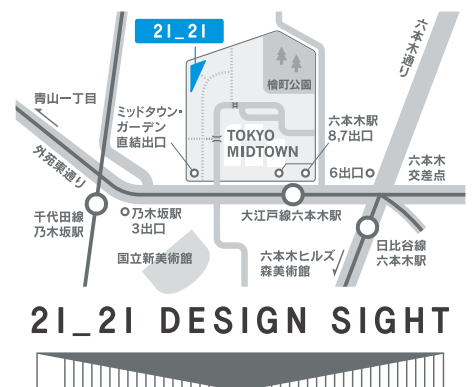 21_21
六本木通り
檜町公園
青山一丁目
ミッドタウン・
ガーデン
直結出口
六本木駅
8,7出口
TOKYO
MIDTOWN
外苑東通り
6出口
六本木
交差点
千代田線
乃木坂駅
乃木坂駅
3出口
大江戸線六本木駅
国立新美術館
六本木ヒルズ
森美術館
日比谷線
六本木駅
21_21 DESIGN SIGHT